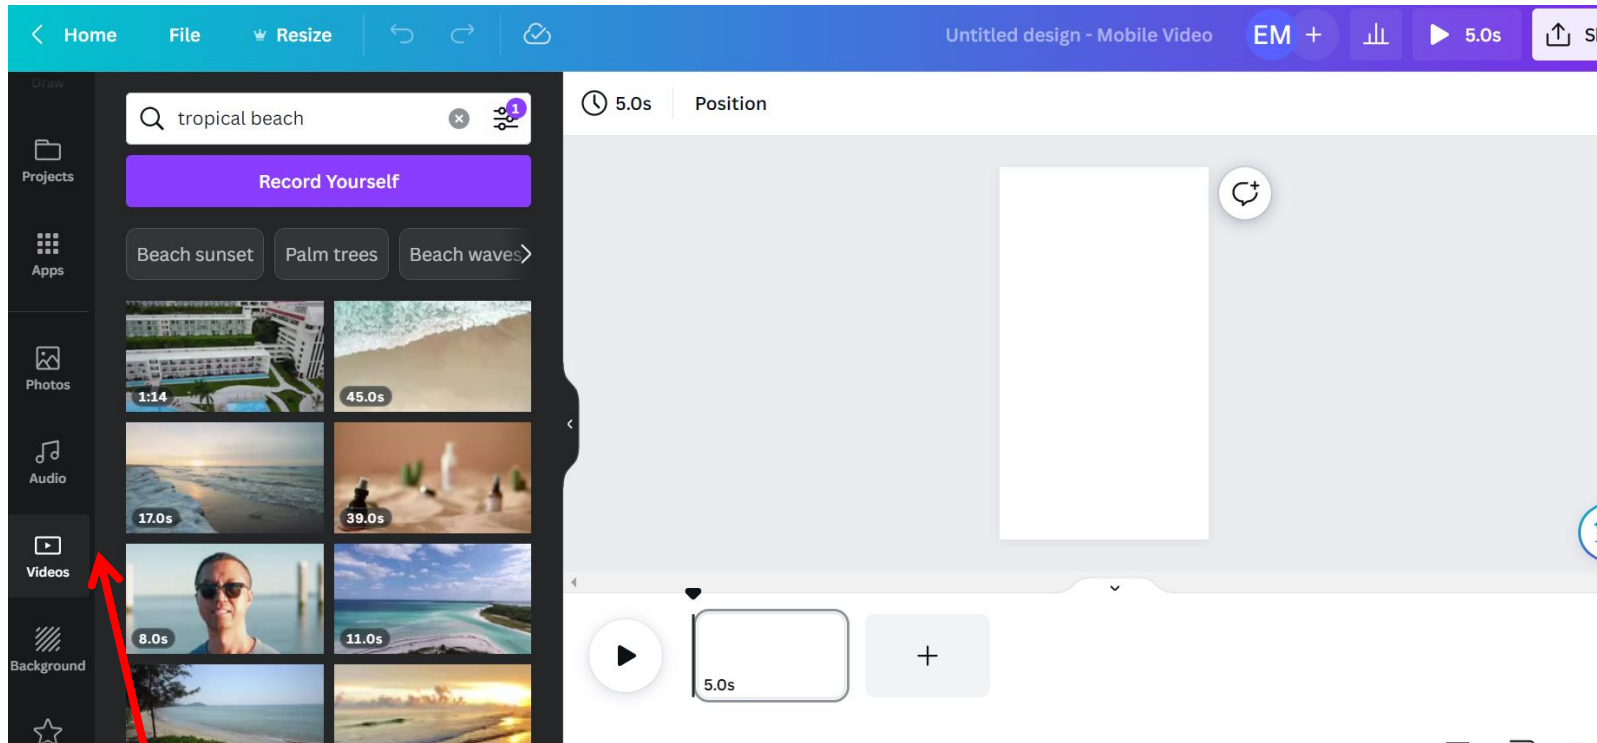 Home File Resize Untitled design - Mobile Video EM + 5.0s
Draw
tropical beach 1
5.0s Position
Record Yourself
Projects
Beach sunset Palm trees Beach waves
Apps
1:14 45.0s
Photos
Audio
17.0s 39.0s
Videos
8.0s 11.0s
Background
5.0s
+